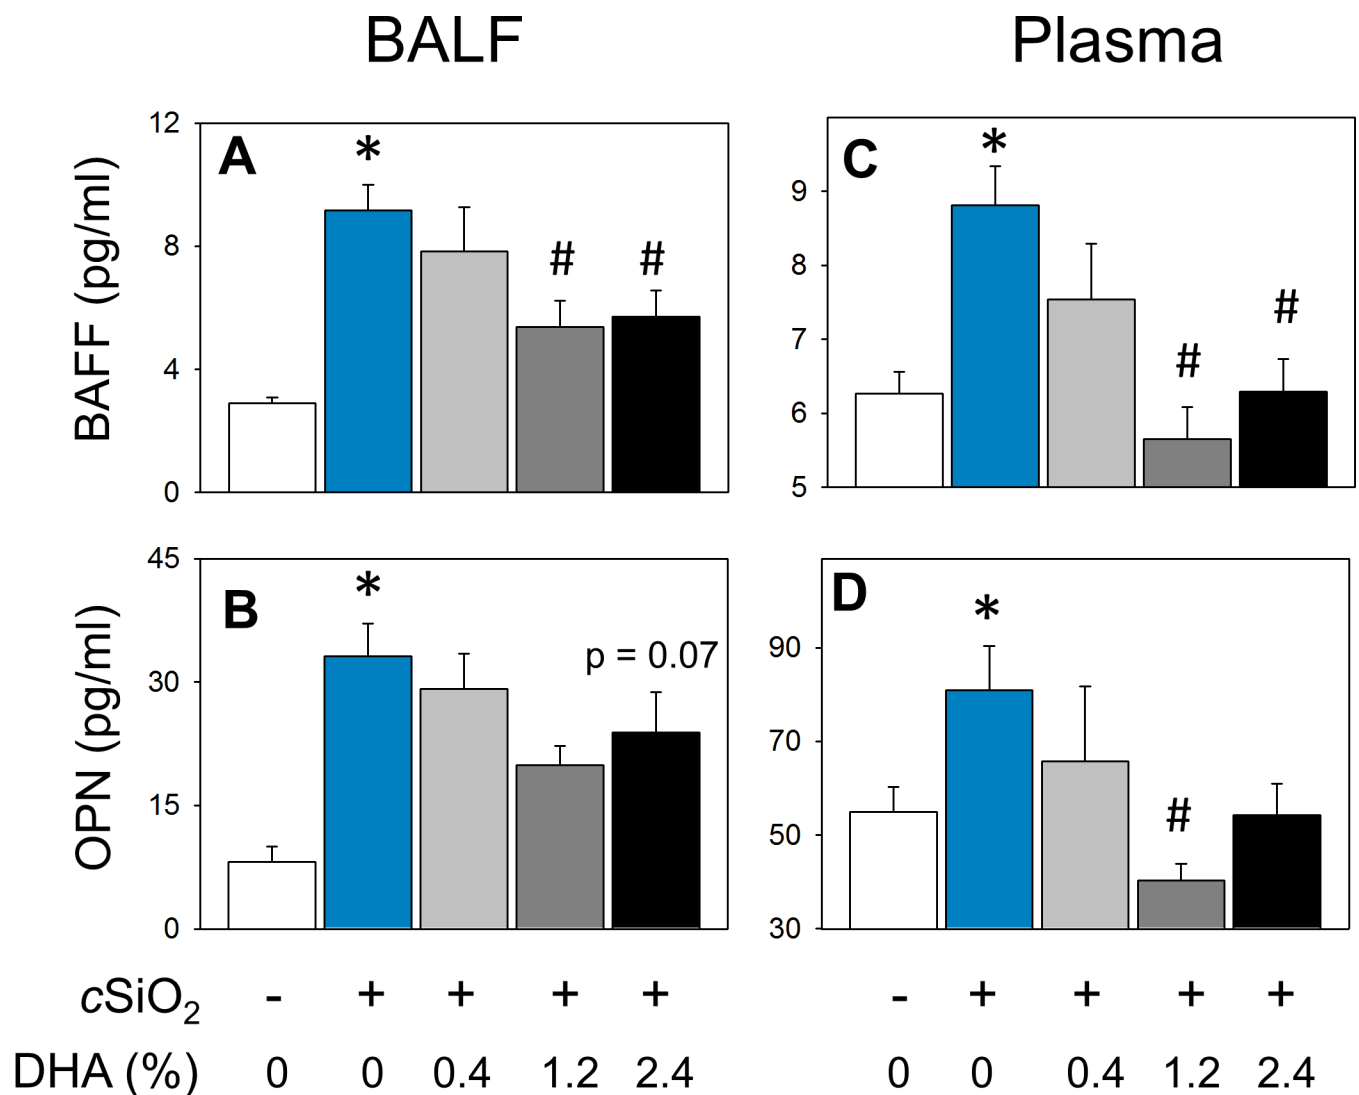 BALF Plasma
BAFF (pg/ml)
12
8
4
0
A
*
#
#
9
8
7
6
5
C
*
#
#
OPN (pg/ml)
45
30
15
0
B
*
p = 0.07
90
70
50
30
D
*
#
cSiO₂ - + + + + - + + + +
DHA (%) 0 0 0.4 1.2 2.4 0 0 0.4 1.2 2.4